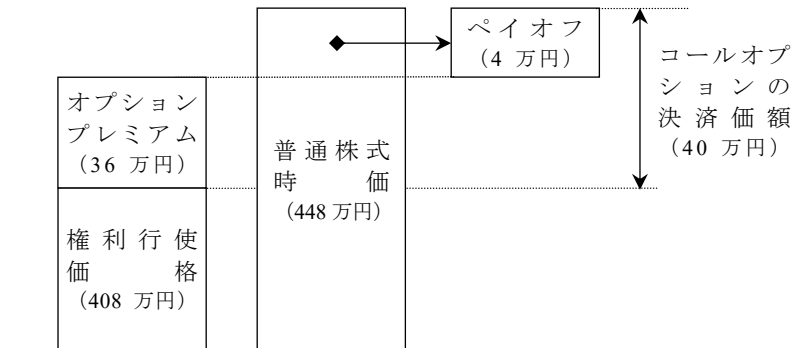 ペイオフ
（4 万円）
コールオプ
ションの
決済価額
（40 万円）
オプション
プレミアム
（36 万円）
普通株式
時価
（448 万円）
権利行使
価格
（408 万円）